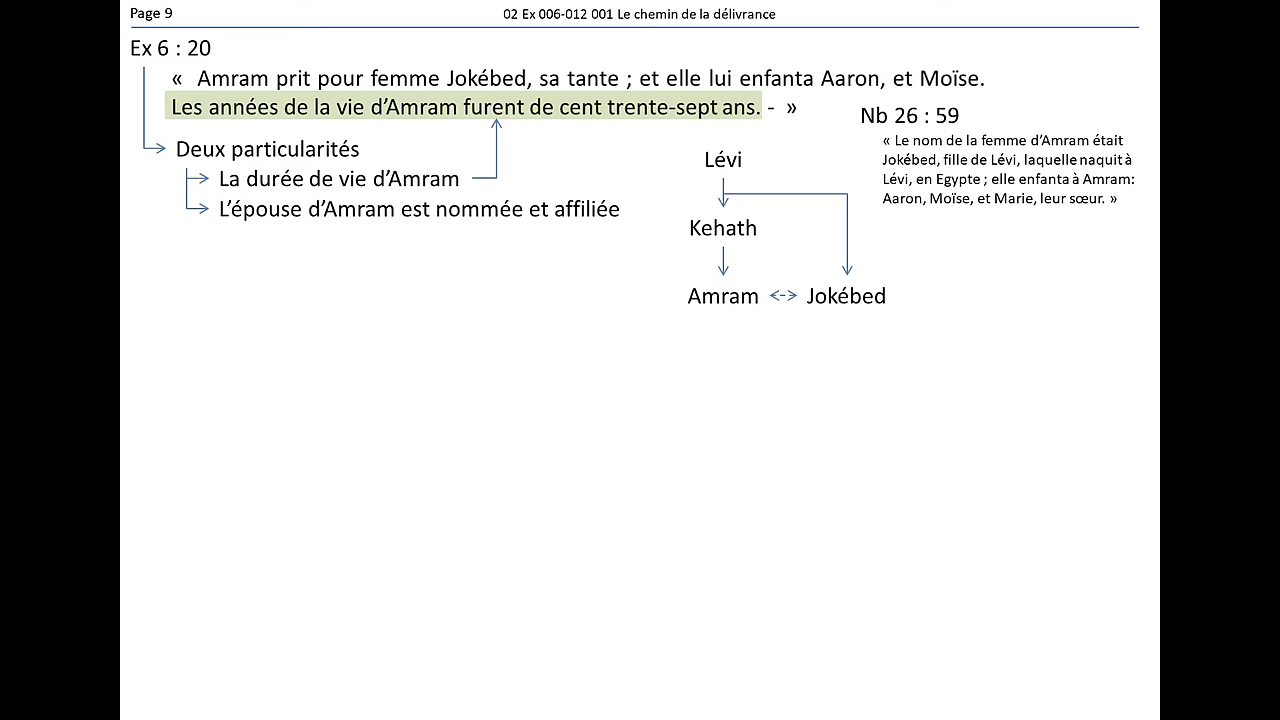 Page 9
02 Ex 006-012 001 Le chemin de la délivrance
Ex 6 : 20
«  Amram prit pour femme Jokébed, sa tante ; et elle lui enfanta Aaron, et Moïse.
Les années de la vie d’Amram furent de cent trente-sept ans. - »
Deux particularités
La durée de vie d’Amram
L’épouse d’Amram est nommée et affiliée
Nb 26 : 59
« Le nom de la femme d’Amram était
Jokébed, fille de Lévi, laquelle naquit à
Lévi, en Egypte ; elle enfanta à Amram:
Aaron, Moïse, et Marie, leur sœur. »
Lévi
Kehath
Amram <-> Jokébed